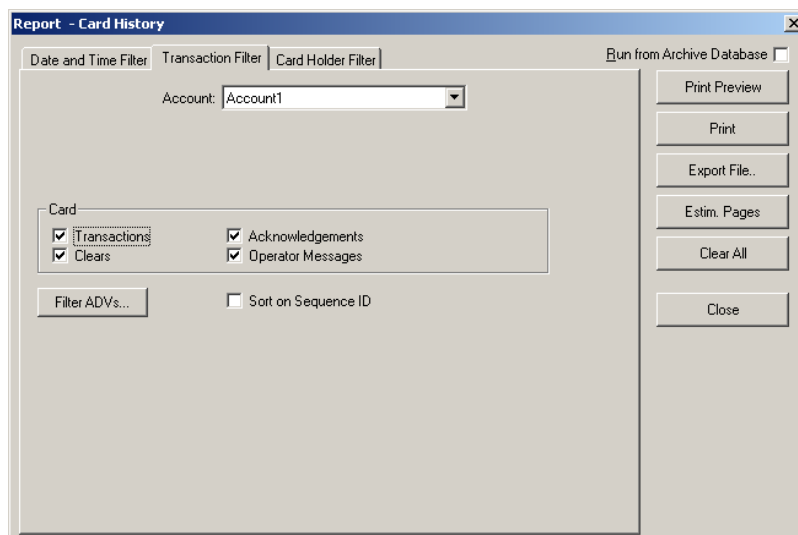 Report - Card History
Date and Time Filter Transaction Filter Card Holder Filter Run from Archive Database
Account: Account1
Print Preview
Print
Export File..
Estim. Pages
Clear All
Close
Card
Transactions Acknowledgements
Clears Operator Messages
Filter ADVs... Sort on Sequence ID